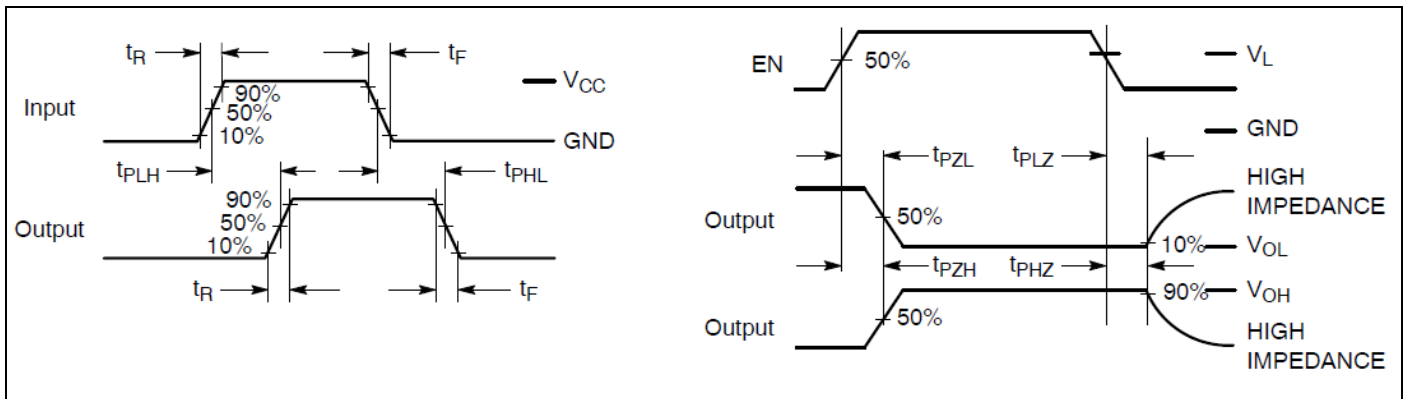 tR
tF
Input
90%
50%
10%
VCC
GND
tPLH
tPHL
Output
90%
50%
10%
tR
tF
EN
50%
VL
GND
tPZL
tPLZ
HIGH
IMPEDANCE
Output
50%
10%
VOL
tPZH
tPHZ
90%
VOH
Output
50%
HIGH
IMPEDANCE